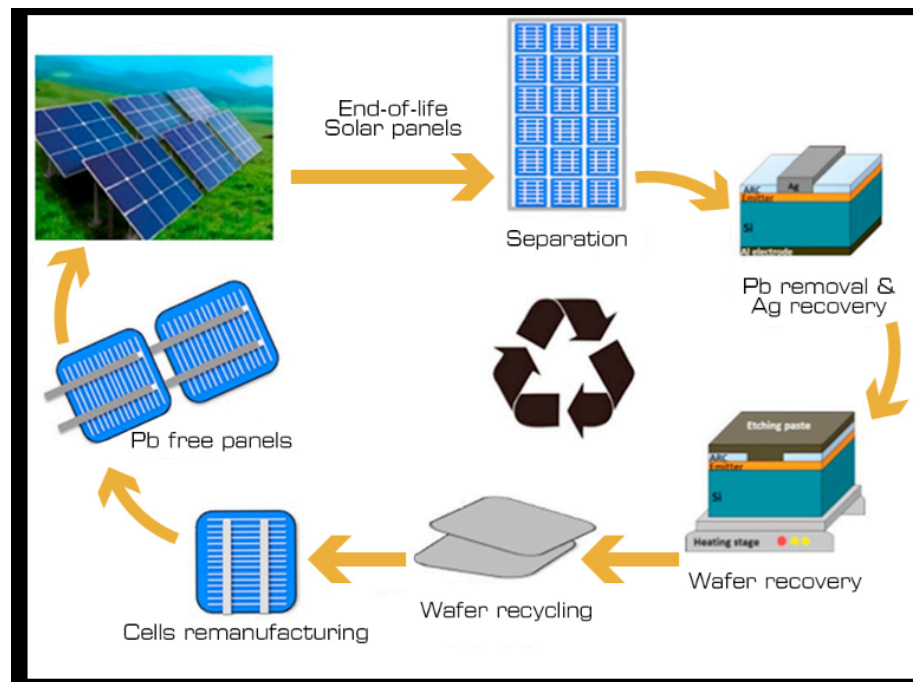 End-of-life
Solar panels
Separation
Ag
ARC
Emitter
Si
Al electrode
Pb removal &
Ag recovery
Etching paste
ARC
Emitter
Si
Heating stage
Wafer recovery
Wafer recycling
Cells remanufacturing
Pb free panels